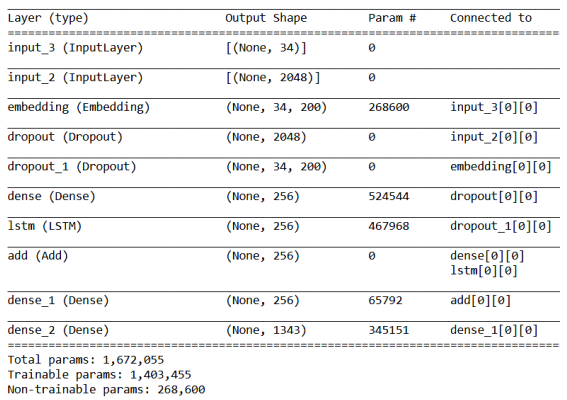 Layer (type) Output Shape Param # Connected to
==================================================================================
input_3 (InputLayer) [(None, 34)] 0
input_2 (InputLayer) [(None, 2048)] 0
embedding (Embedding) (None, 34, 200) 268600 input_3[0][0]
dropout (Dropout) (None, 2048) 0 input_2[0][0]
dropout_1 (Dropout) (None, 34, 200) 0 embedding[0][0]
dense (Dense) (None, 256) 524544 dropout[0][0]
lstm (LSTM) (None, 256) 467968 dropout_1[0][0]
add (Add) (None, 256) 0 dense[0][0]
lstm[0][0]
dense_1 (Dense) (None, 256) 65792 add[0][0]
dense_2 (Dense) (None, 1343) 345151 dense_1[0][0]
==================================================================================
Total params: 1,672,055
Trainable params: 1,403,455
Non-trainable params: 268,600